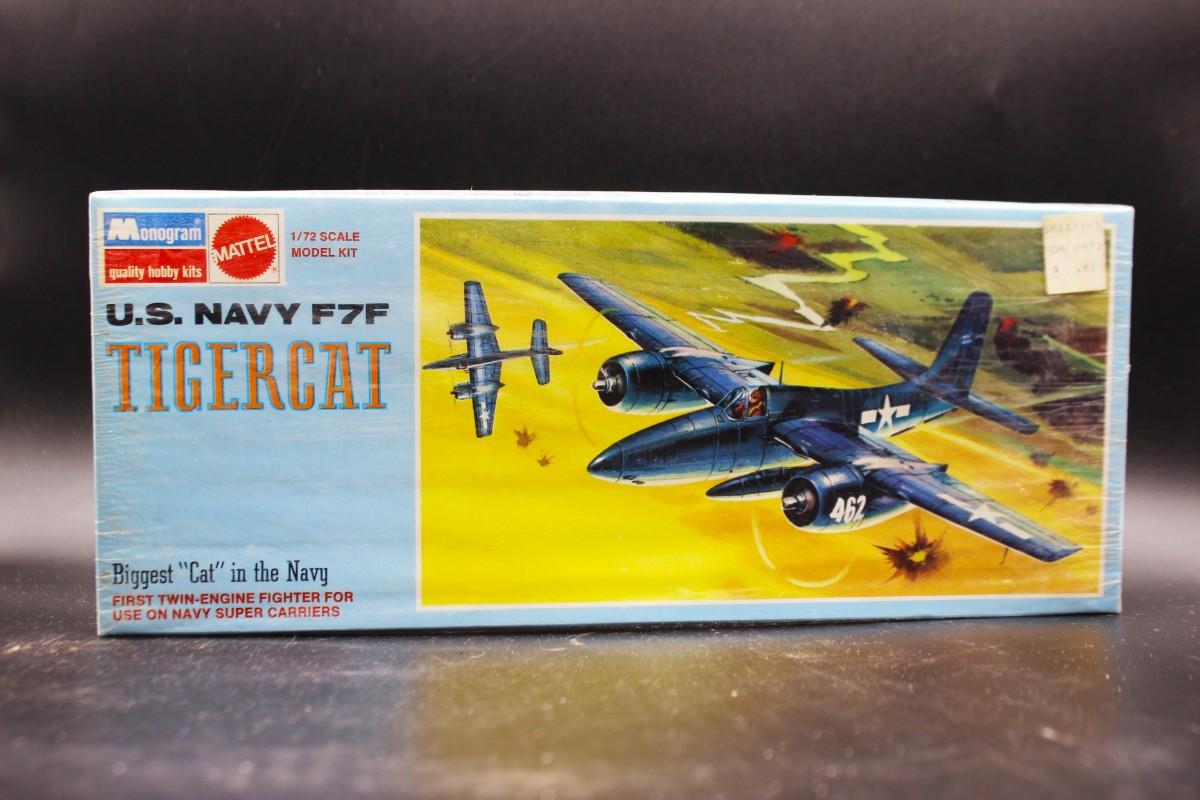 Monogram®
quality hobby kits
MATTEL
1/72 SCALE
MODEL KIT
U.S. NAVY F7F
TIGERCAT
Biggest "Cat" in the Navy
FIRST TWIN-ENGINE FIGHTER FOR
USE ON NAVY SUPER CARRIERS
462